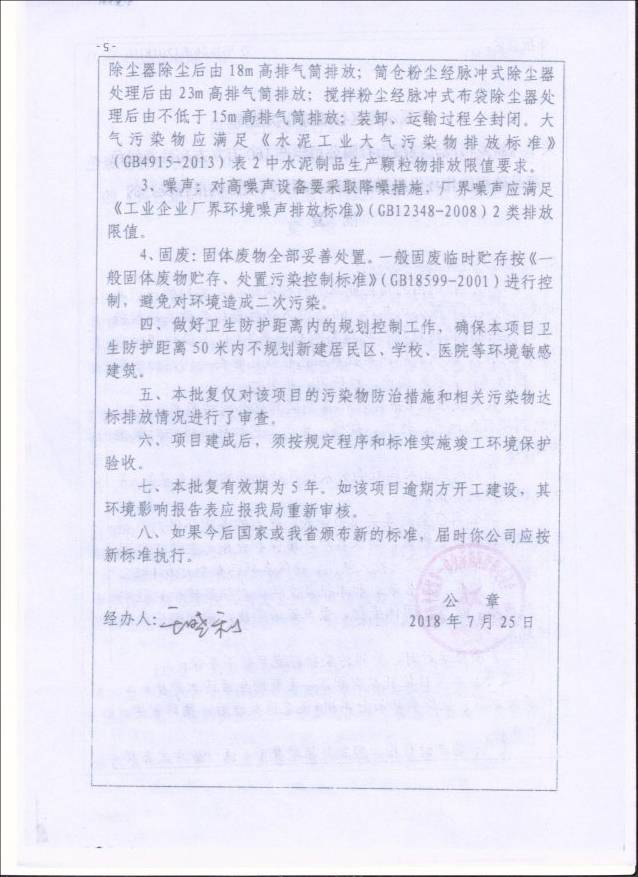 -5-
除尘器除尘后由18m高排气筒排放；筒仓粉尘经脉冲式除尘器
处理后由23m高排气筒排放；搅拌粉尘经脉冲式布袋除尘器处
理后由不低于15m高排气筒排放；装卸、运输过程全封闭。大
气污染物应满足《水泥工业大气污染物排放标准》
（GB4915-2013）表2中水泥制品生产颗粒物排放限值要求。
3、噪声：对高噪声设备要采取降噪措施，厂界噪声应满足
《工业企业厂界环境噪声排放标准》（GB12348-2008）2类排放
限值。
4、固废：固体废物全部妥善处置。一般固废临时贮存按《一
般固体废物贮存、处置污染控制标准》（GB18599-2001）进行控
制，避免对环境造成二次污染。
四、做好卫生防护距离内的规划控制工作，确保本项目卫
生防护距离50米内不规划新建居民区、学校、医院等环境敏感
建筑。
五、本批复仅对该项目的污染物防治措施和相关污染物达
标排放情况进行了审查。
六、项目建成后，须按规定程序和标准实施竣工环境保护
验收。
七、本批复有效期为5年。如该项目逾期方开工建设，其
环境影响报告表应报我局重新审核。
八、如果今后国家或我省颁布新的标准，届时你公司应按
新标准执行。
公 章
经办人：
2018年7月25日